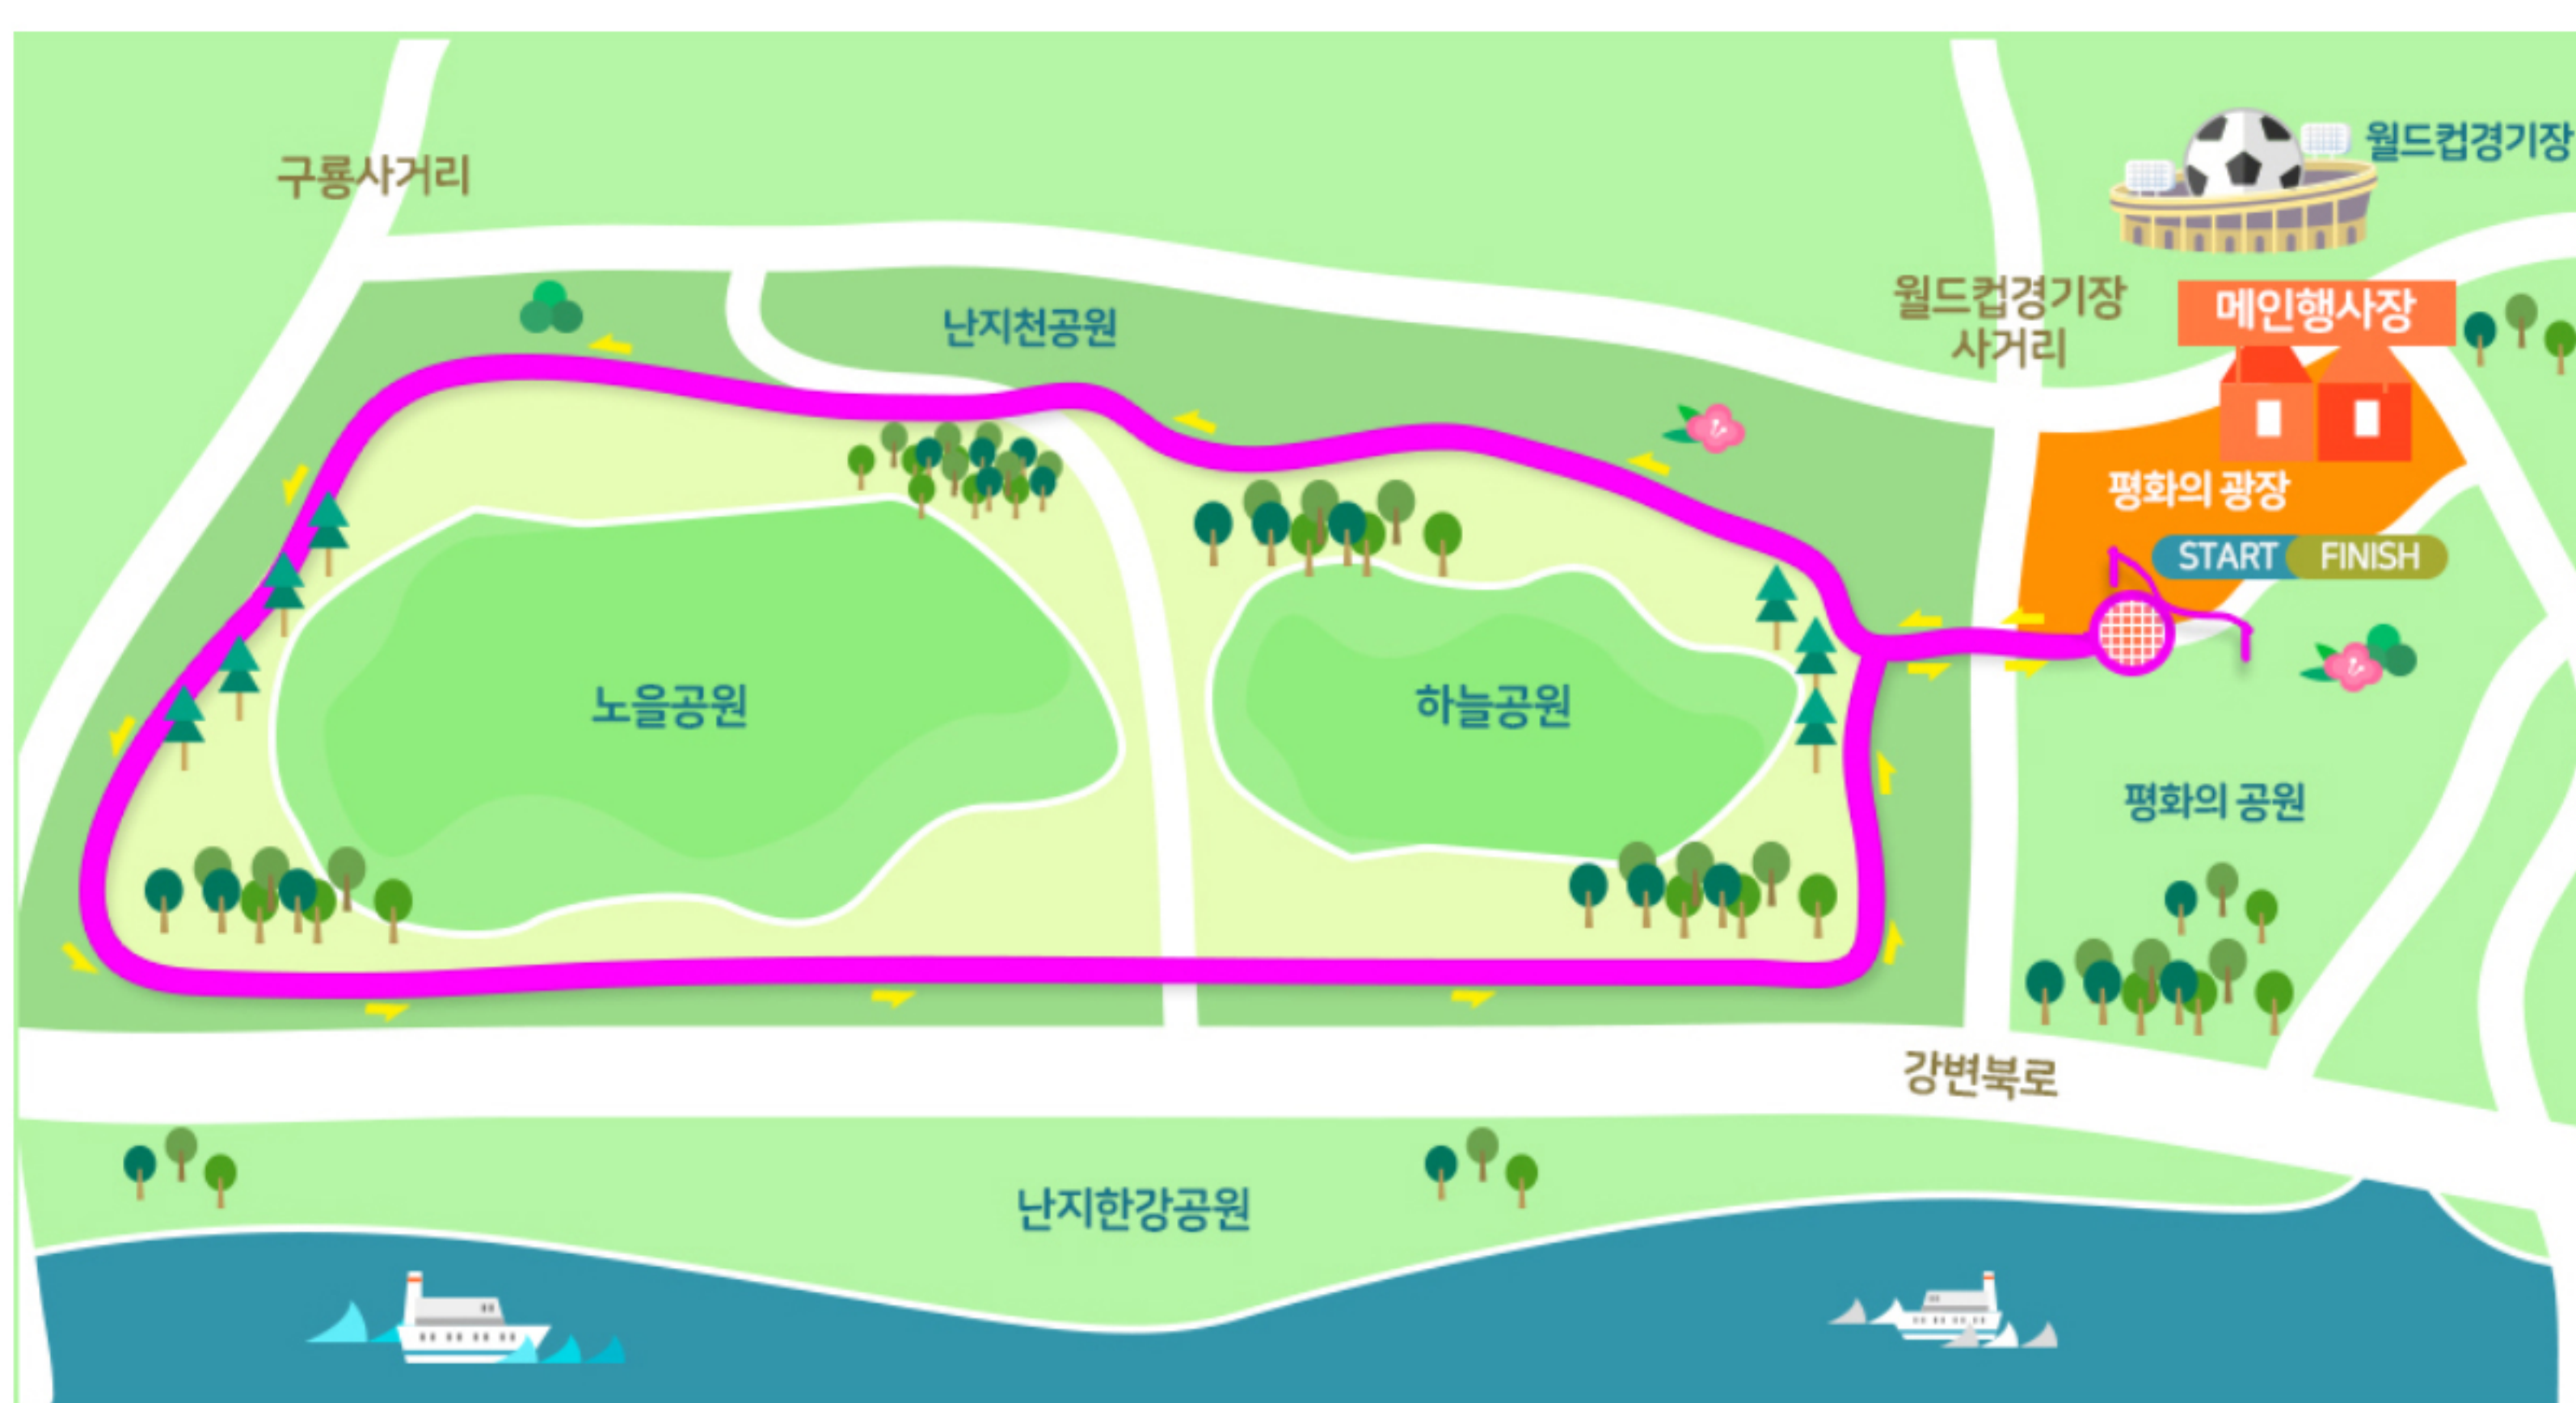 월드컵경기장
구룡사거리
월드컵경기장
사거리
메인행사장
난지천공원
평화의 광장
START
FINISH
노을공원
하늘공원
평화의 공원
강변북로
난지한강공원